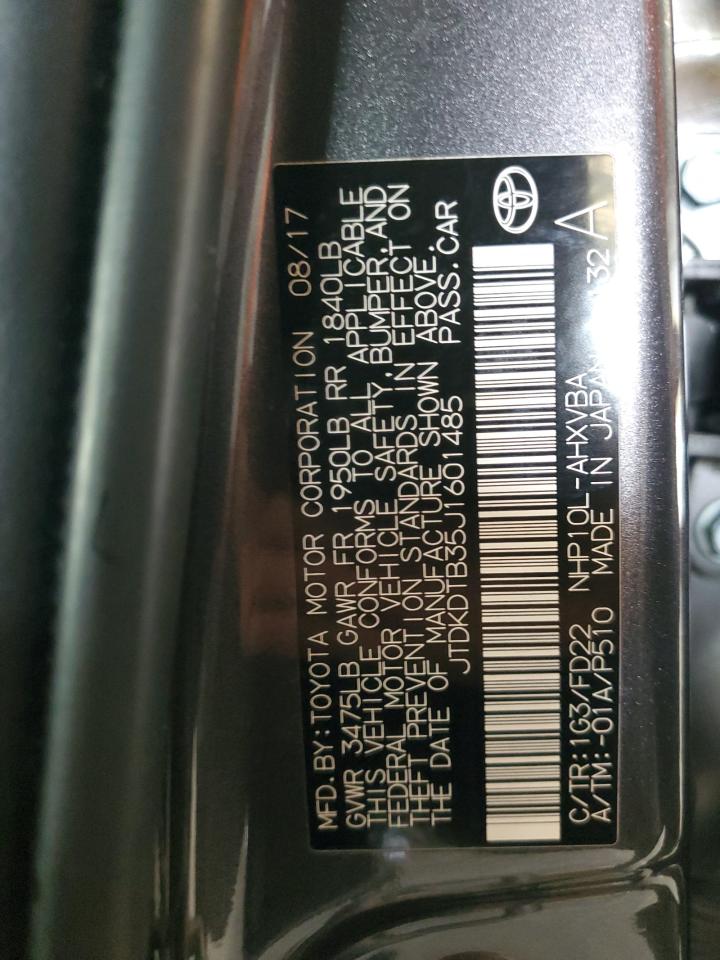 MFD.BY:TOYOTA MOTOR CORPORATION 08/17
GVWR 3475LB GAWR FR 1950LB RR 1840LB
THIS VEHICLE CONFORMS TO ALL APPLICABLE
FEDERAL MOTOR VEHICLE SAFETY, BUMPER, AND
THEFT PREVENTION STANDARDS IN EFFECT ON
THE DATE OF MANUFACTURE SHOWN ABOVE.
JTDKDTB35J1601485 PASS.CAR
C/TR:1G3/FD22 NHP10L-AHXVBA
A/TM:-01A/P510 MADE IN JAPAN 32 A